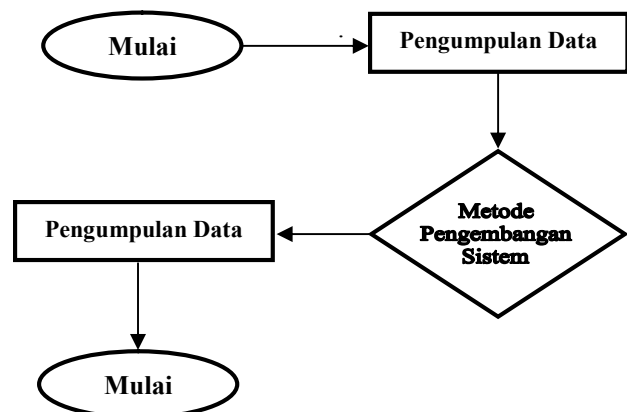 Mulai
Pengumpulan Data
Metode
Pengembangan
Sistem
Pengumpulan Data
Mulai